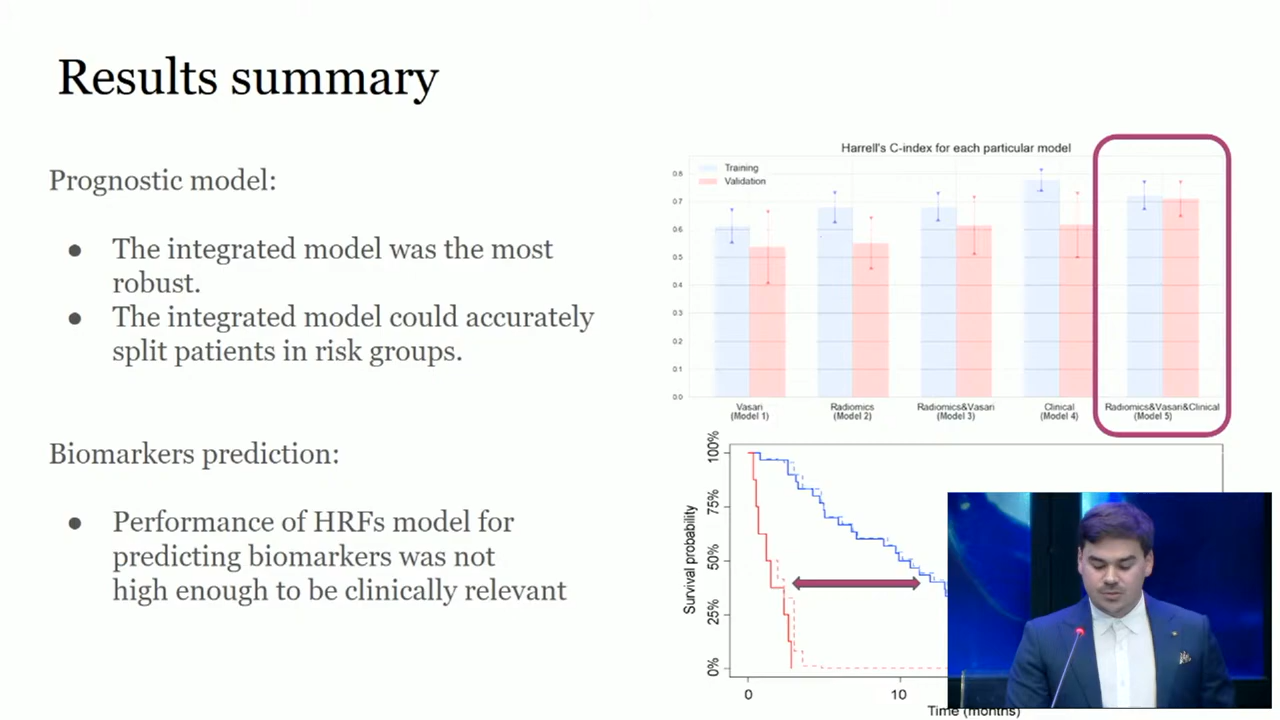 Results summary
Prognostic model:
● The integrated model was the most
robust.
● The integrated model could accurately
split patients in risk groups.
Biomarkers prediction:
● Performance of HRFs model for
predicting biomarkers was not
high enough to be clinically relevant
Harrell's C-index for each particular model
Training
Validation
0.8
0.7
0.6
0.5
0.4
0.3
0.2
0.1
0.0
Vasari
(Model 1)
Radiomics
(Model 2)
Radiomics&Vasari
(Model 3)
Clinical
(Model 4)
Radiomics&Vasari&Clinical
(Model 5)
Survival probability
100%
75%
50%
25%
0%
0
10
Time (months)